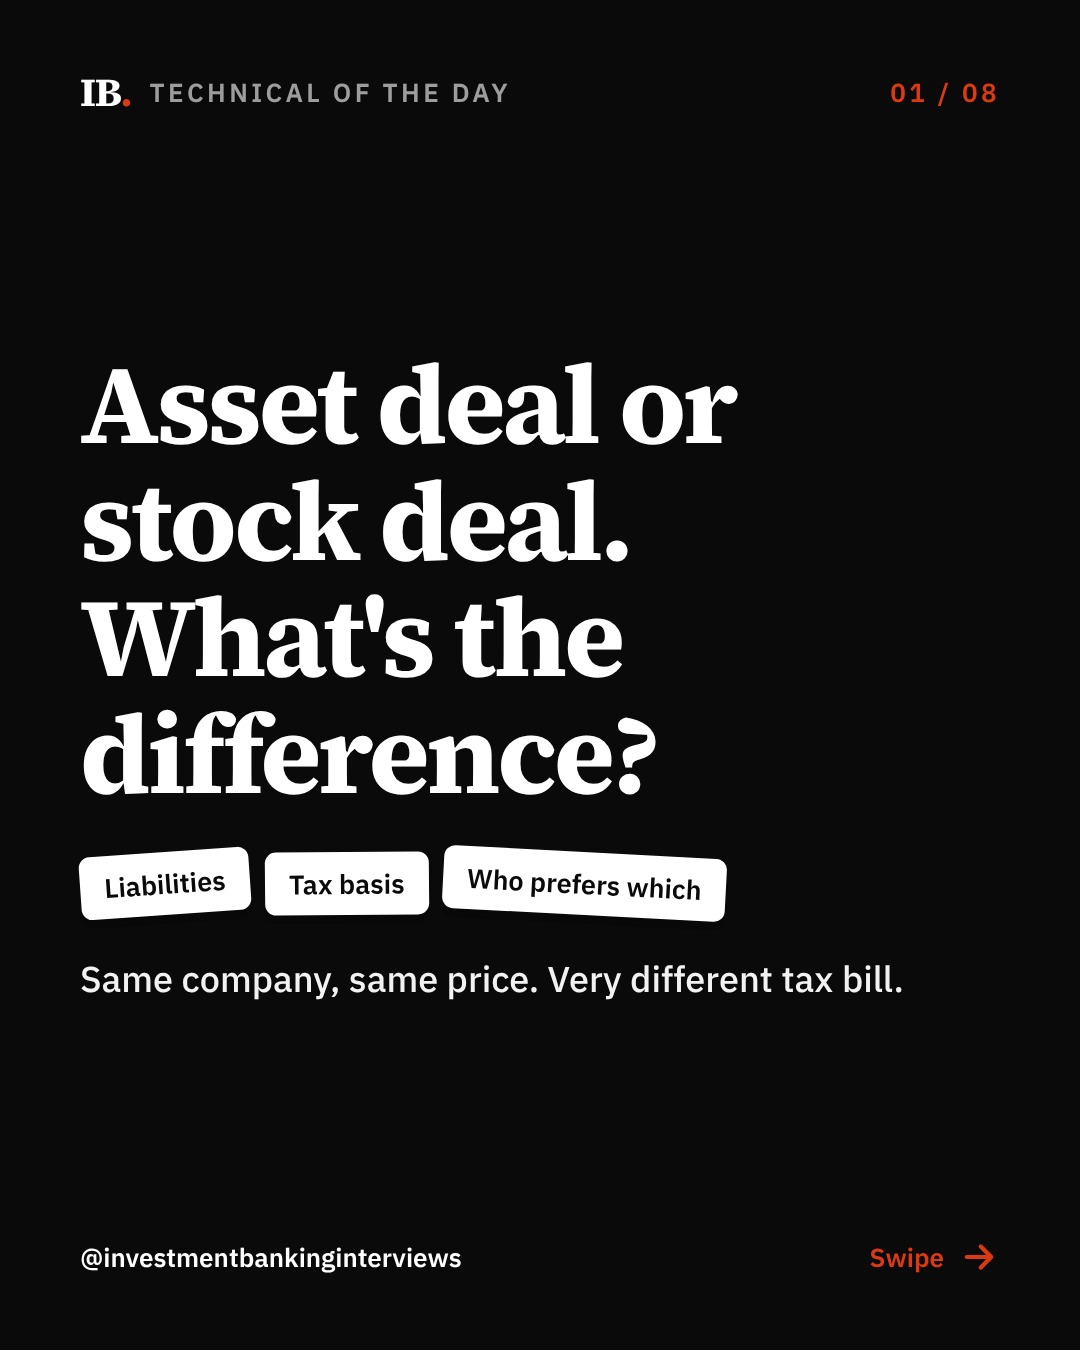 IB. TECHNICAL OF THE DAY
01 / 08
Asset deal or
stock deal.
What's the
difference?
Liabilities
Tax basis
Who prefers which
Same company, same price. Very different tax bill.
@investmentbankinginterviews
Swipe →